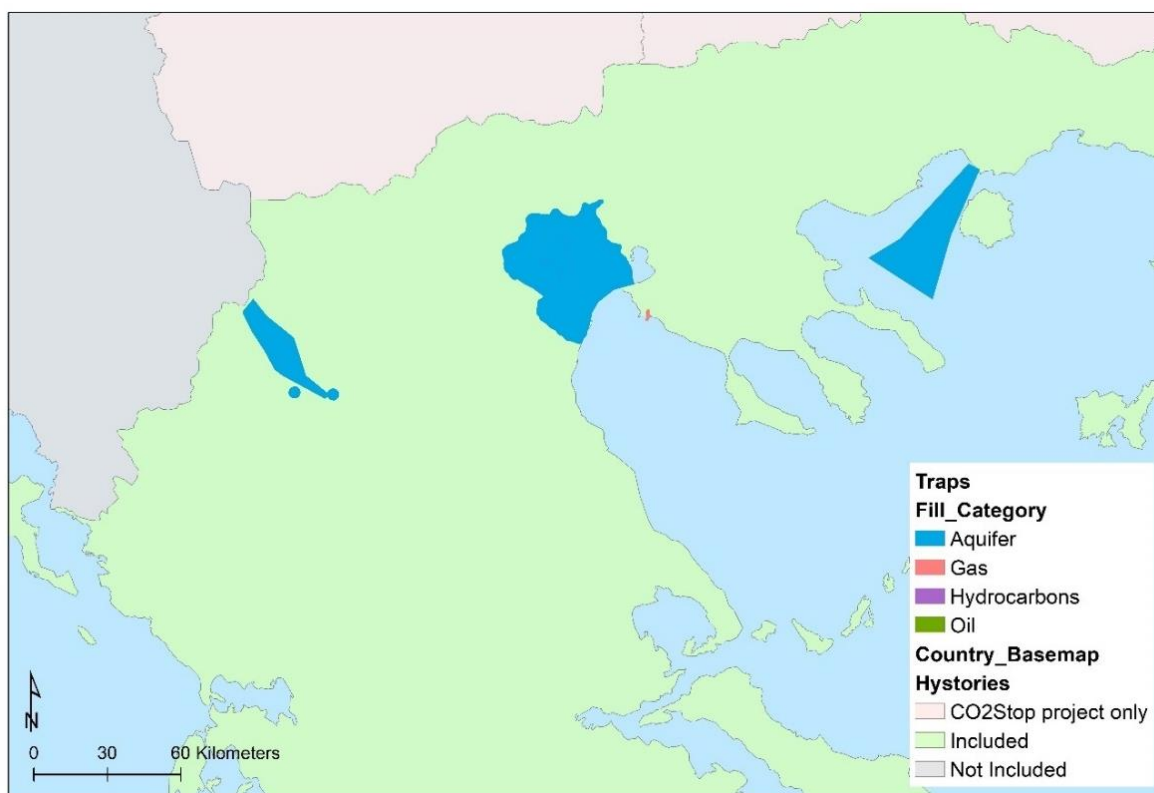 Traps
Fill_Category
Aquifer
Gas
Hydrocarbons
Oil
Country_Basemap
Hystories
CO2Stop project only
Included
Not Included
N
0 30 60 Kilometers